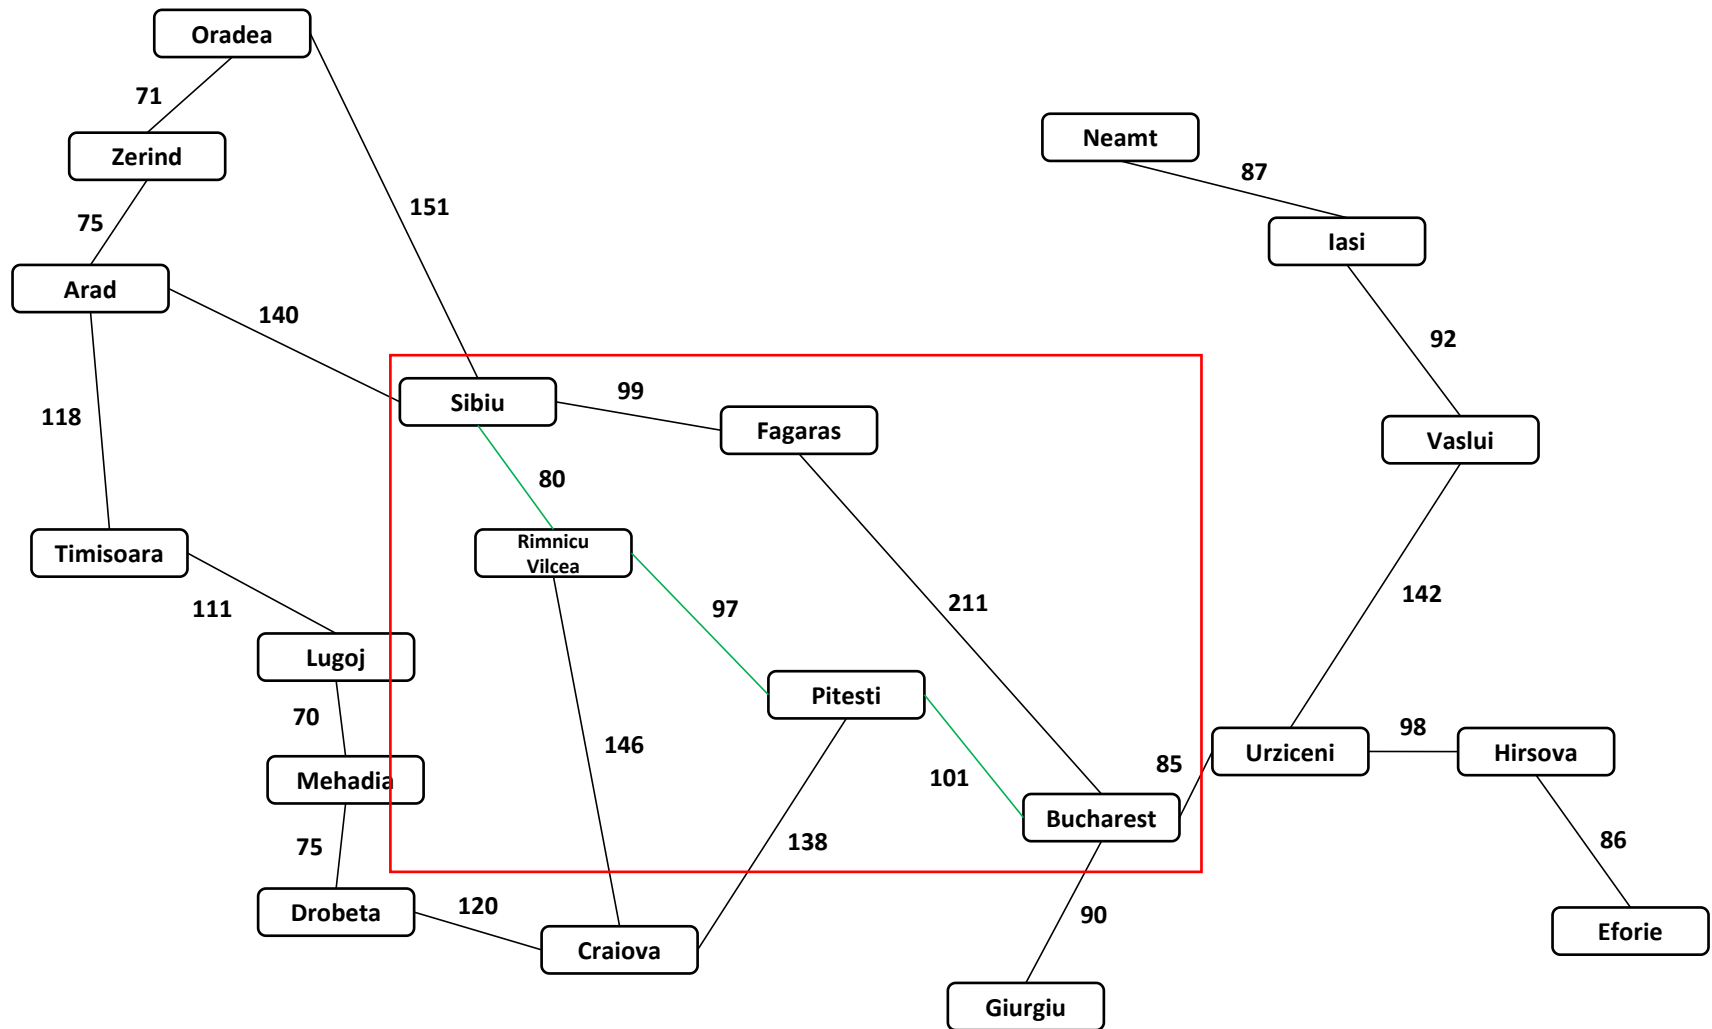 Oradea
71
Zerind
Neamt
87
75
151
Iasi
Arad
140
92
118
Sibiu
99
Fagaras
Vaslui
80
Timisoara
Rimnicu
Vilcea
111
97
211
142
Lugoj
Pitesti
70
146
98
Mehadia
101
85
Urziceni
Hirsova
Bucharest
75
138
86
Drobeta
120
90
Craiova
Eforie
Giurgiu